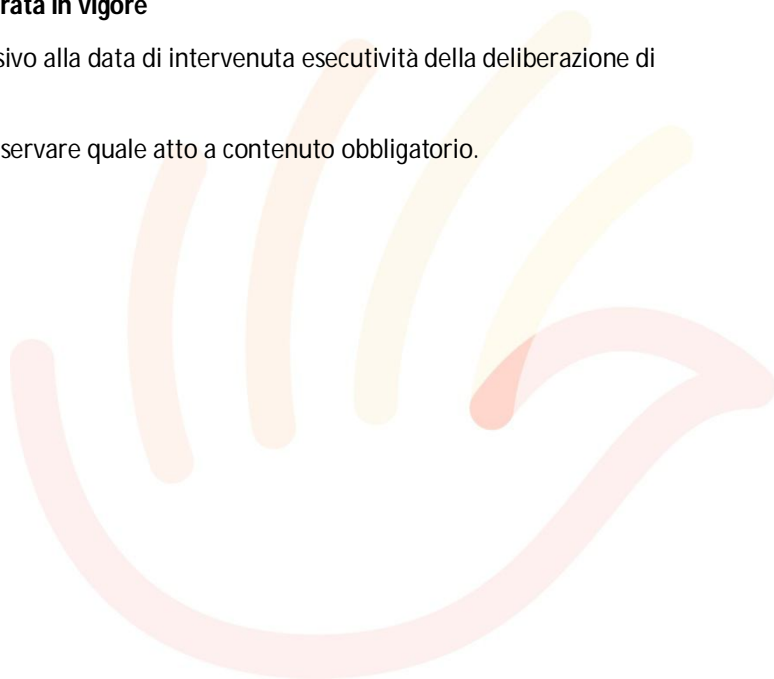 rata in vigore
sivo alla data di intervenuta esecutività della deliberazione di
servare quale atto a contenuto obbligatorio.